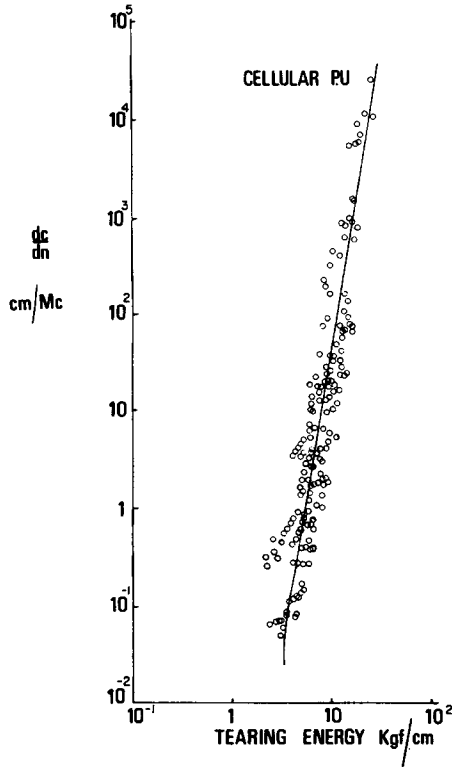 10^5
CELLULAR P.U
10^4
10^3
dc
dn
cm/Mc
10^2
10
1
10^-1
10^-2
10^-1 1 10 10^2
TEARING ENERGY Kgf/cm